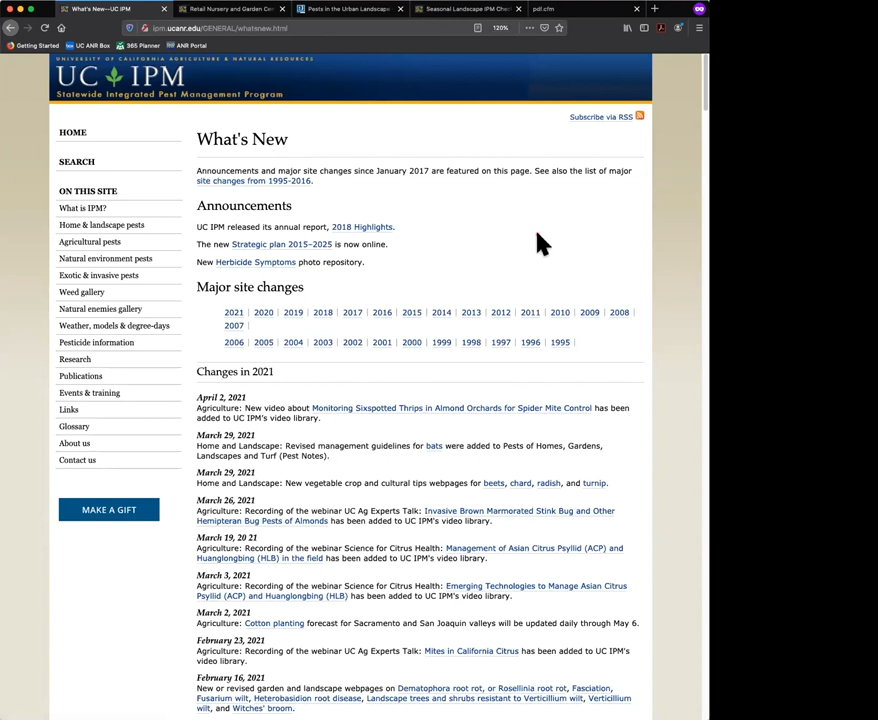 What's New--UC IPM
Retail Nursery and Garden Cen
Pests in the Urban Landscape
Seasonal Landscape IPM Chec
pdf.cfm
ipm.ucanr.edu/GENERAL/whatsnew.html
120%
Getting Started
UC ANR Box
365 Planner
ANR Portal
UNIVERSITY OF CALIFORNIA AGRICULTURE & NATURAL RESOURCES
UC IPM
Statewide Integrated Pest Management Program
HOME
SEARCH
ON THIS SITE
What is IPM?
Home & landscape pests
Agricultural pests
Natural environment pests
Exotic & invasive pests
Weed gallery
Natural enemies gallery
Weather, models & degree-days
Pesticide information
Research
Publications
Events & training
Links
Glossary
About us
Contact us
MAKE A GIFT
Subscribe via RSS
What's New
Announcements and major site changes since January 2017 are featured on this page. See also the list of major
site changes from 1995-2016.
Announcements
UC IPM released its annual report, 2018 Highlights.
The new Strategic plan 2015–2025 is now online.
New Herbicide Symptoms photo repository.
Major site changes
2021 | 2020 | 2019 | 2018 | 2017 | 2016 | 2015 | 2014 | 2013 | 2012 | 2011 | 2010 | 2009 | 2008 |
2007 |
2006 | 2005 | 2004 | 2003 | 2002 | 2001 | 2000 | 1999 | 1998 | 1997 | 1996 | 1995 |
Changes in 2021
April 2, 2021
Agriculture: New video about Monitoring Sixspotted Thrips in Almond Orchards for Spider Mite Control has been
added to UC IPM's video library.
March 29, 2021
Home and Landscape: Revised management guidelines for bats were added to Pests of Homes, Gardens,
Landscapes and Turf (Pest Notes).
March 29, 2021
Home and Landscape: New vegetable crop and cultural tips webpages for beets, chard, radish, and turnip.
March 26, 2021
Agriculture: Recording of the webinar UC Ag Experts Talk: Invasive Brown Marmorated Stink Bug and Other
Hemipteran Bug Pests of Almonds has been added to UC IPM's video library.
March 19, 20 21
Agriculture: Recording of the webinar Science for Citrus Health: Management of Asian Citrus Psyllid (ACP) and
Huanglongbing (HLB) in the field has been added to UC IPM's video library.
March 3, 2021
Agriculture: Recording of the webinar Science for Citrus Health: Emerging Technologies to Manage Asian Citrus
Psyllid (ACP) and Huanglongbing (HLB) has been added to UC IPM's video library.
March 2, 2021
Agriculture: Cotton planting forecast for Sacramento and San Joaquin valleys will be updated daily through May 6.
February 23, 2021
Agriculture: Recording of the webinar UC Ag Experts Talk: Mites in California Citrus has been added to UC IPM's
video library.
February 16, 2021
New or revised garden and landscape webpages on Dematophora root rot, or Rosellinia root rot, Fasciation,
Fusarium wilt, Heterobasidion root disease, Landscape trees and shrubs resistant to Verticillium wilt, Verticillium
wilt, and Witches' broom.